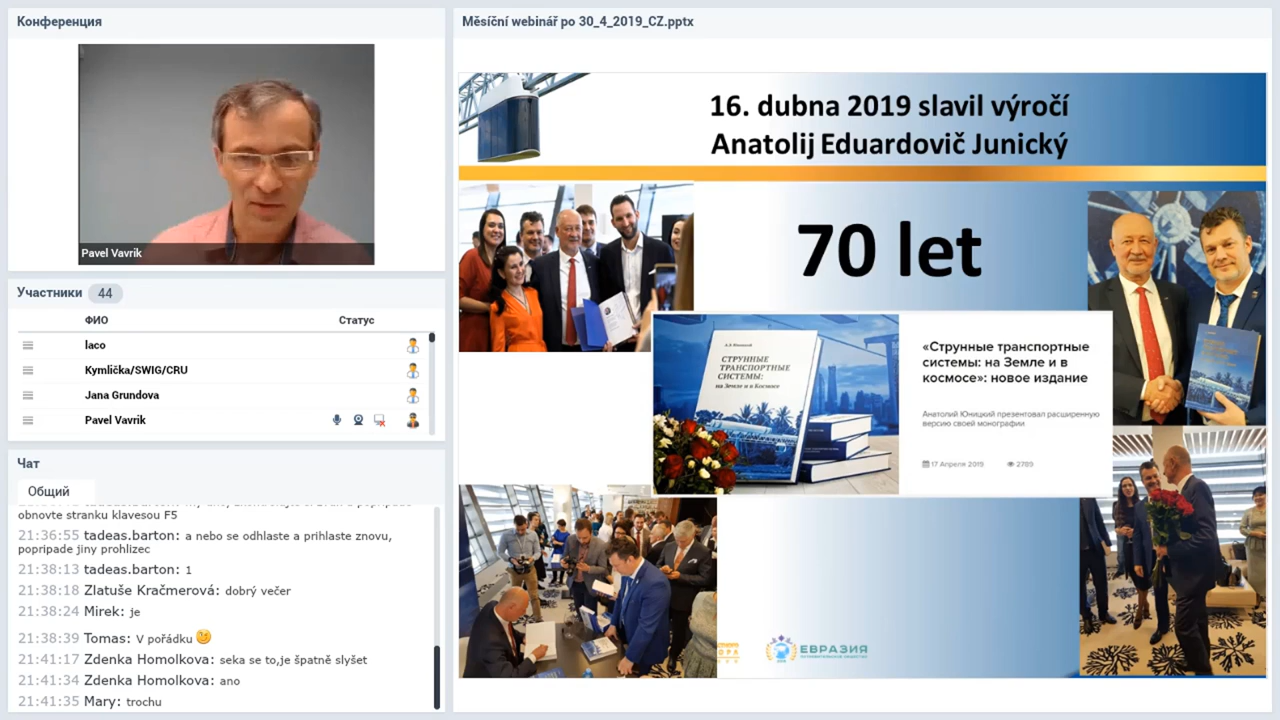 Конференция
Pavel Vavrik
Участники 44
ФИО Статус
laco
Kymlička/SWIG/CRU
Jana Grundova
Pavel Vavrik
Чат
Общий
obnovte stranku klavesou F5
21:36:55 tadeas.barton: a nebo se odhlaste a prihlaste znovu,
popripade jiny prohlizec
21:38:13 tadeas.barton: 1
21:38:18 Zlatuše Kračmerová: dobrý večer
21:38:24 Mirek: je
21:38:39 Tomas: V pořádku
21:41:17 Zdenka Homolkova: seka se to,je špatně slyšet
21:41:34 Zdenka Homolkova: ano
21:41:35 Mary: trochu
Měsíční webinář po 30_4_2019_CZ.pptx
16. dubna 2019 slavil výročí
Anatolij Eduardovič Junický
70 let
СТРУННЫЕ
ТРАНСПОРТНЫЕ
СИСТЕМЫ:
на Земле и в Космосе
«Струнные транспортные
системы: на Земле и в
космосе»: новое издание
Анатолий Юницкий презентовал расширенную
версию своей монографии
17 Апреля 2019 2789
ЕВРАЗИЯ